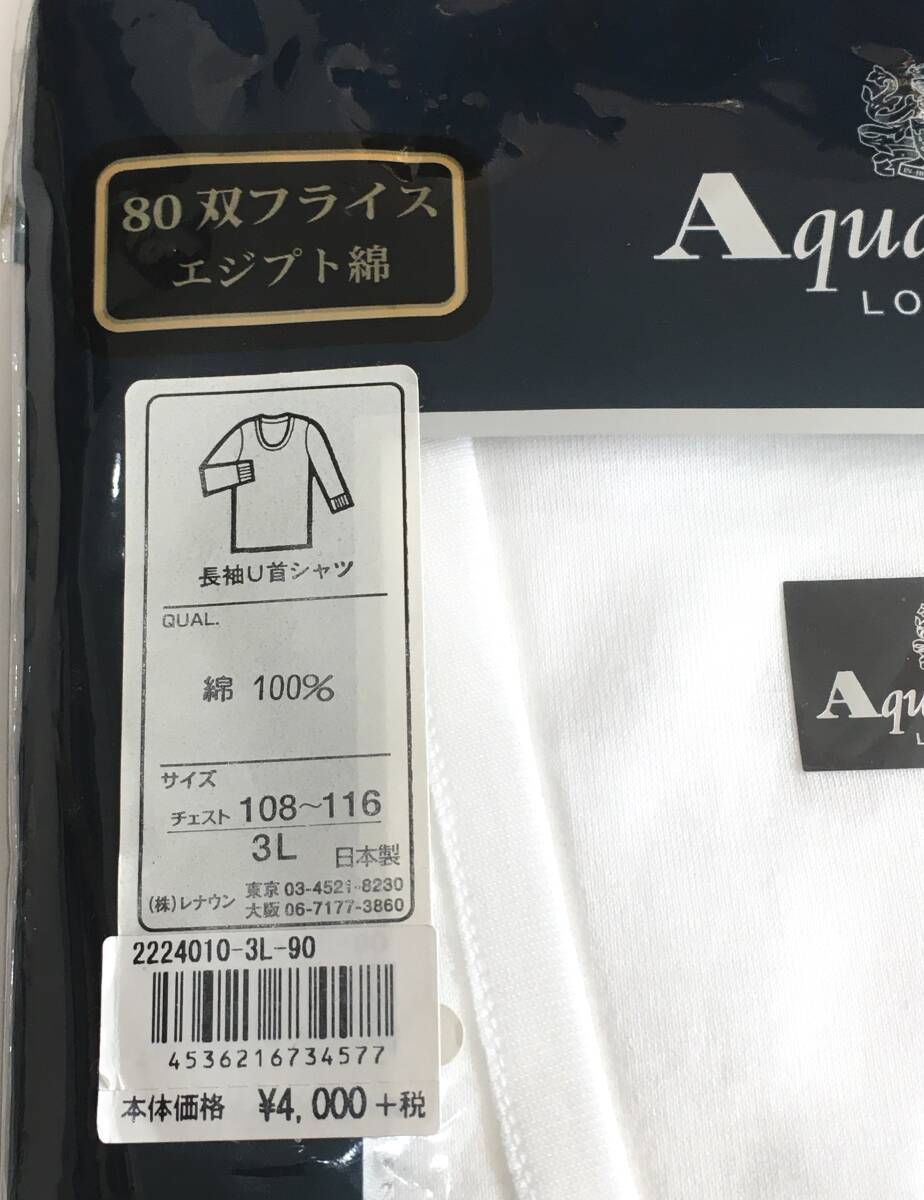 80双フライス
エジプト綿
Aqua
LO
長袖U首シャツ
QUAL.
綿 100%
サイズ
チェスト 108~116
3L 日本製
(株)レナウン 東京 03-4521-8230
大阪 06-7177-3860
2224010-3L-90
4536216734577
本体価格 ¥4,000+税
Aqu
L